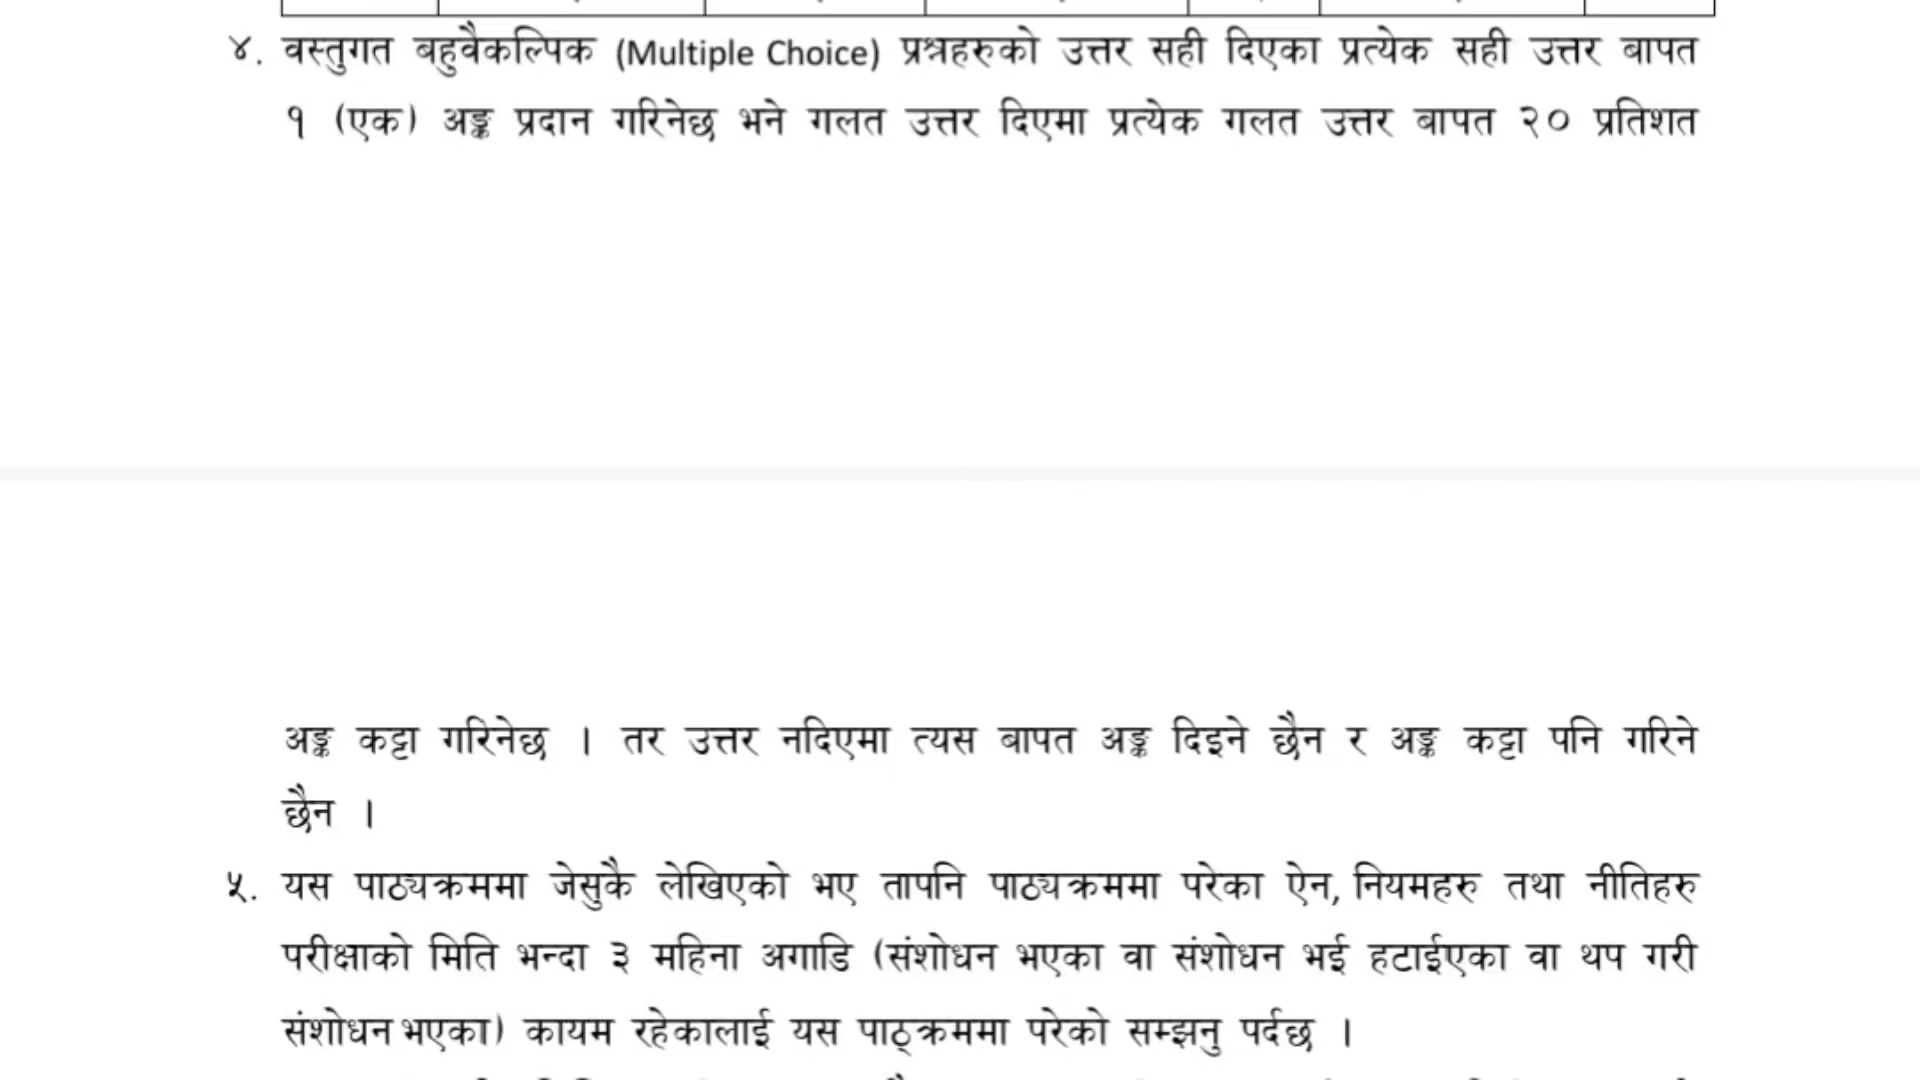 ४. वस्तुगत बहुवैकल्पिक (Multiple Choice) प्रश्नहरुको उत्तर सही दिएका प्रत्येक सही उत्तर बापत
१ (एक) अङ्क प्रदान गरिनेछ भने गलत उत्तर दिएमा प्रत्येक गलत उत्तर बापत २० प्रतिशत
अङ्क कट्टा गरिनेछ । तर उत्तर नदिएमा त्यस बापत अङ्क दिइने छैन र अङ्क कट्टा पनि गरिने
छैन ।
५. यस पाठ्यक्रममा जेसुकै लेखिएको भए तापनि पाठ्यक्रममा परेका ऐन, नियमहरु तथा नीतिहरु
परीक्षाको मिति भन्दा ३ महिना अगाडि (संशोधन भएका वा संशोधन भई हटाईएका वा थप गरी
संशोधन भएका) कायम रहेकालाई यस पाठ्क्रममा परेको सम्झनु पर्दछ ।